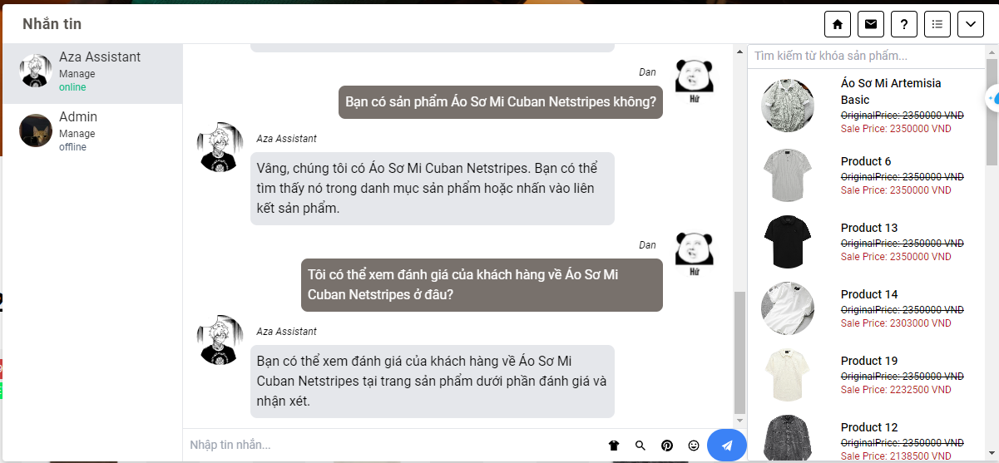 Nhắn tin
?
Aza Assistant
Manage
online
Admin
Manage
offline
Dan
Hứ
Bạn có sản phẩm Áo Sơ Mi Cuban Netstripes không?
Aza Assistant
Vâng, chúng tôi có Áo Sơ Mi Cuban Netstripes. Bạn có thể
tìm thấy nó trong danh mục sản phẩm hoặc nhấn vào liên
kết sản phẩm.
Dan
Hứ
Tôi có thể xem đánh giá của khách hàng về Áo Sơ Mi
Cuban Netstripes ở đâu?
Aza Assistant
Bạn có thể xem đánh giá của khách hàng về Áo Sơ Mi
Cuban Netstripes tại trang sản phẩm dưới phần đánh giá và
nhận xét.
Nhập tin nhắn...
Tìm kiếm từ khóa sản phẩm...
Áo Sơ Mi Artemisia
Basic
OriginalPrice: 2350000 VND
Sale Price: 2350000 VND
Product 6
OriginalPrice: 2350000 VND
Sale Price: 2350000 VND
Product 13
OriginalPrice: 2350000 VND
Sale Price: 2350000 VND
Product 14
OriginalPrice: 2350000 VND
Sale Price: 2303000 VND
Product 19
OriginalPrice: 2350000 VND
Sale Price: 2232500 VND
Product 12
OriginalPrice: 2350000 VND
Sale Price: 2138500 VND